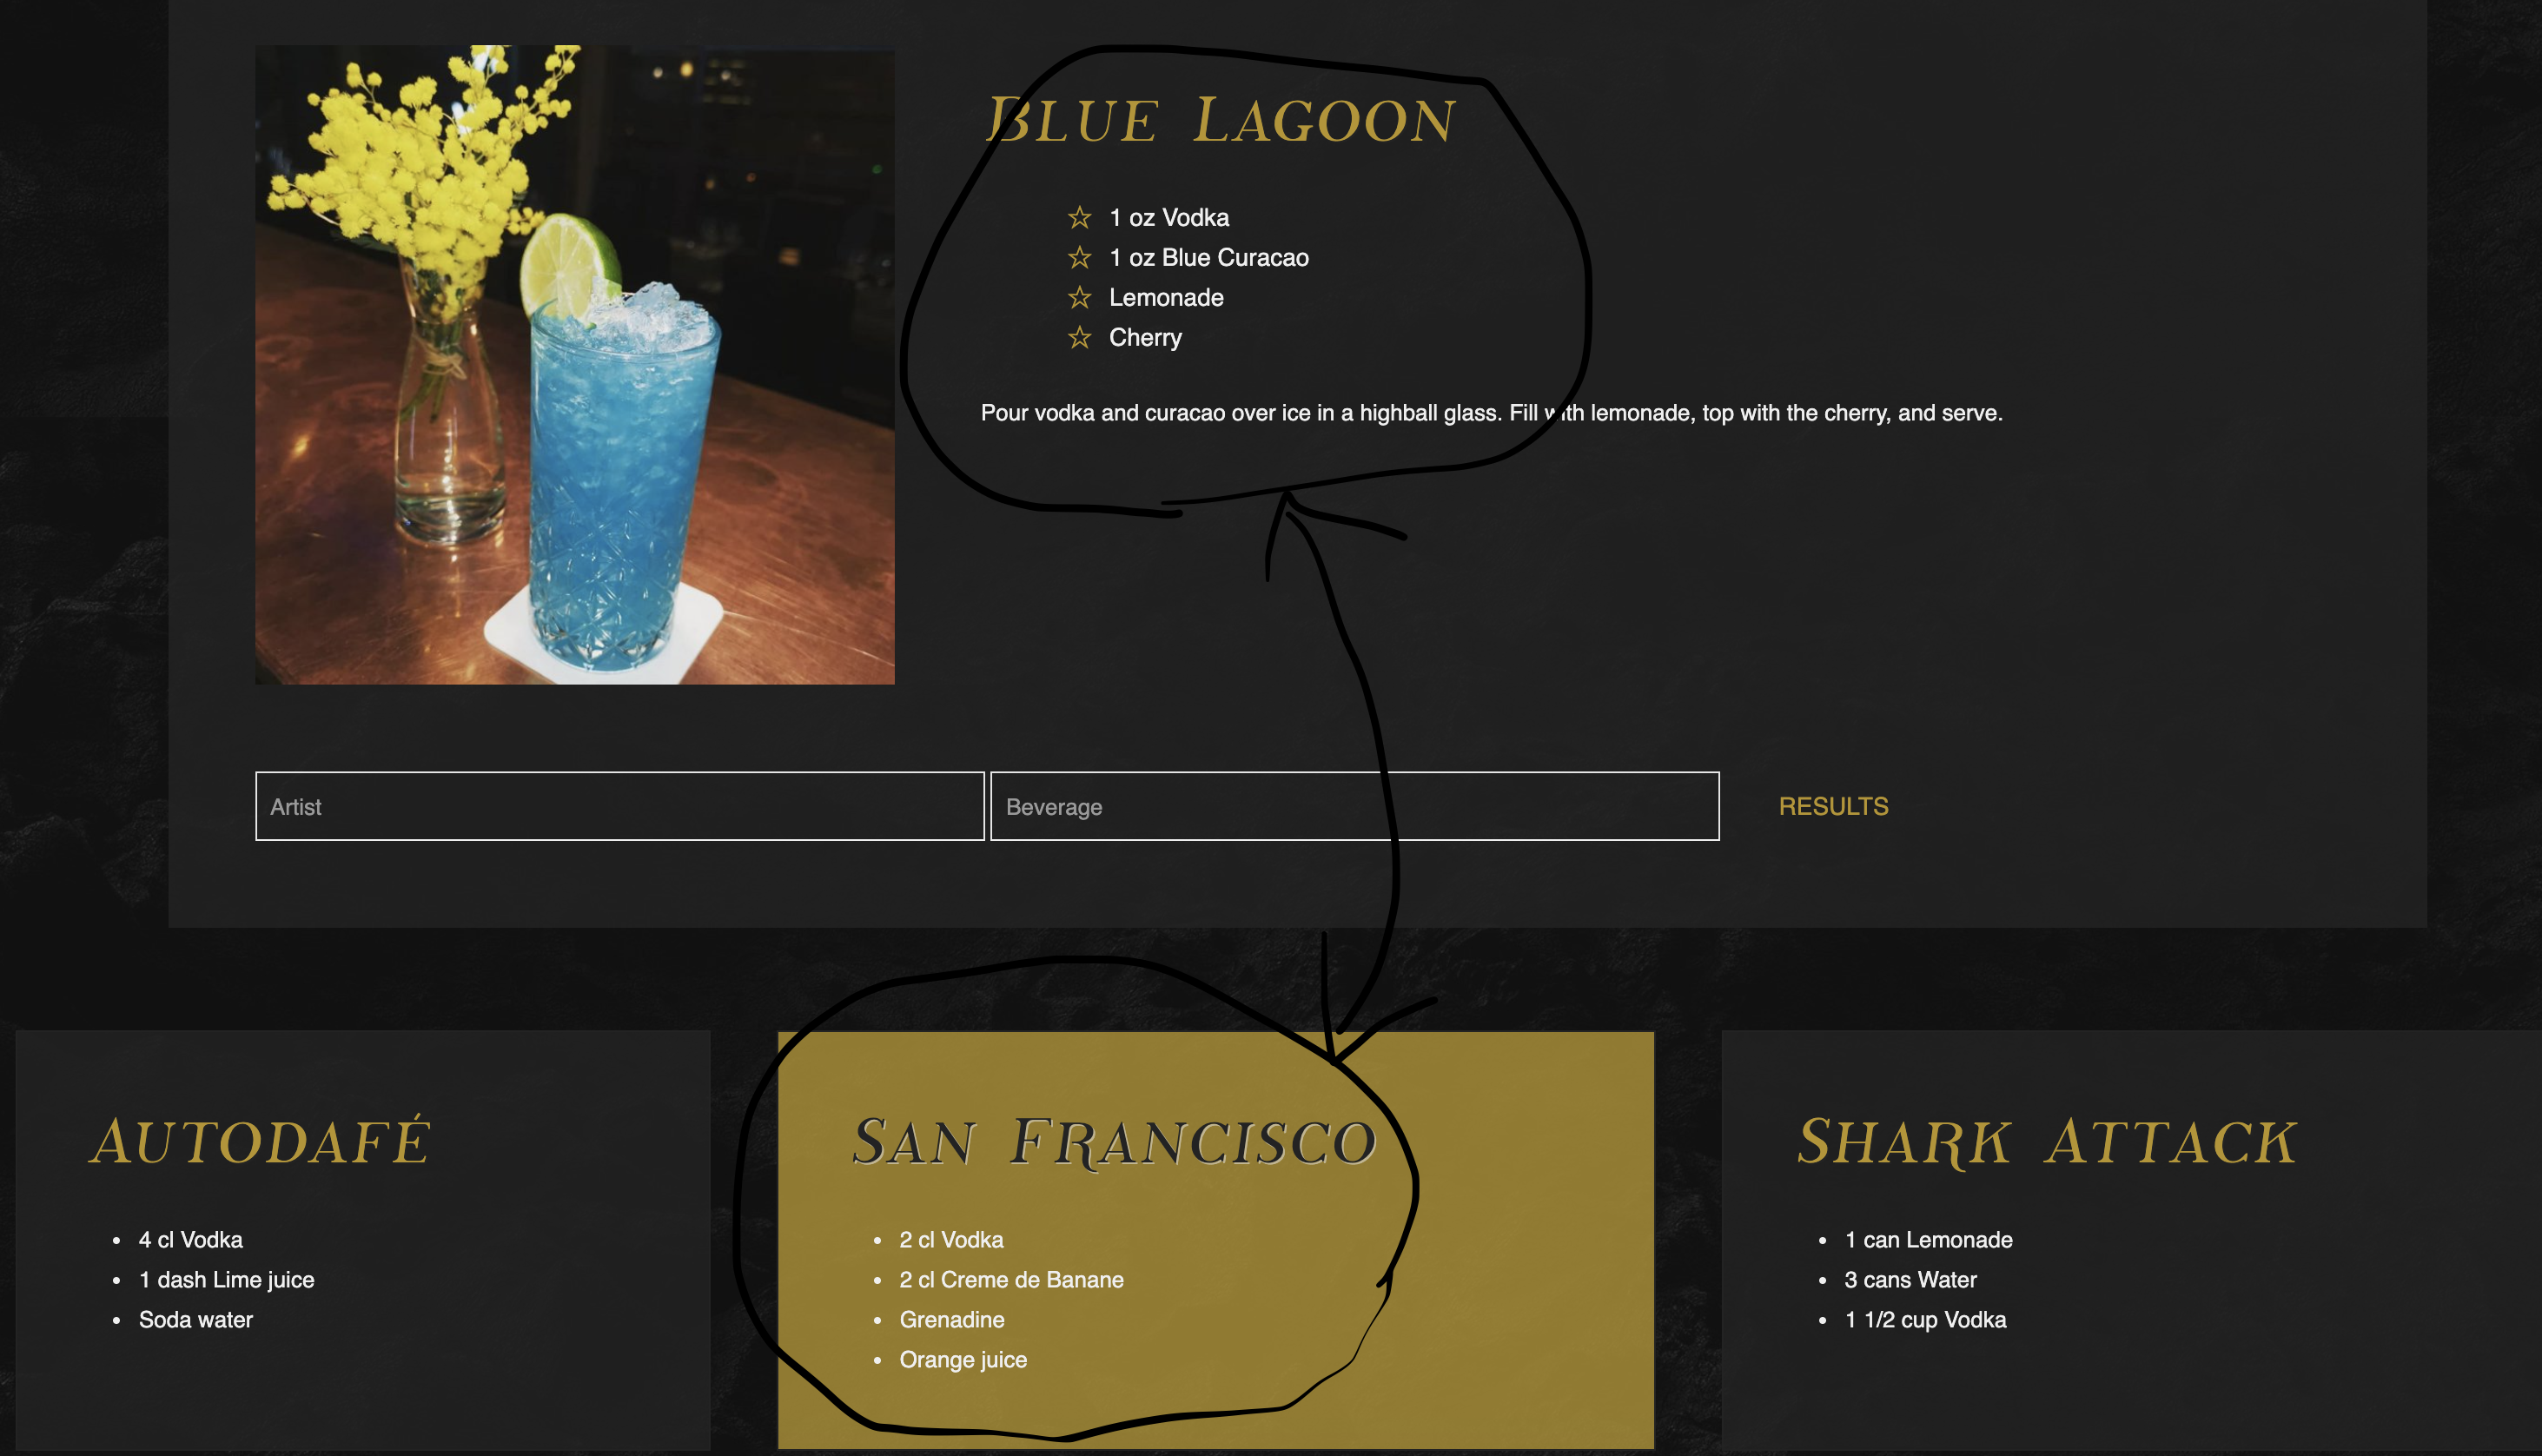 Blue Lagoon
☆ 1 oz Vodka
☆ 1 oz Blue Curacao
☆ Lemonade
☆ Cherry
Pour vodka and curacao over ice in a highball glass. Fill with lemonade, top with the cherry, and serve.
Artist
Beverage
RESULTS
Autodafé
• 4 cl Vodka
• 1 dash Lime juice
• Soda water
San Francisco
• 2 cl Vodka
• 2 cl Creme de Banane
• Grenadine
• Orange juice
Shark Attack
• 1 can Lemonade
• 3 cans Water
• 1 1/2 cup Vodka